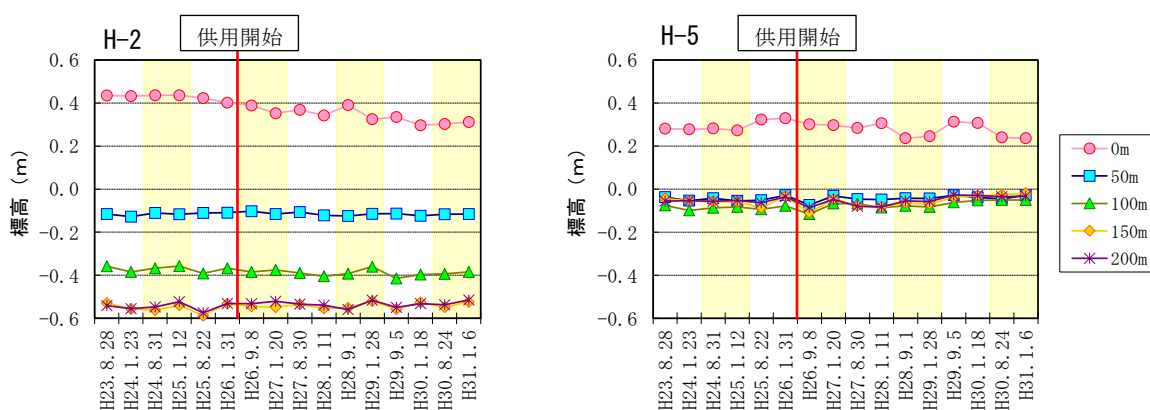 H-2
供用開始
標高 (m)
0.6
0.4
0.2
0.0
-0.2
-0.4
-0.6
H23.8.28
H24.1.23
H24.8.31
H25.1.12
H25.8.22
H26.1.31
H26.9.8
H27.1.20
H27.8.30
H28.1.11
H28.9.1
H29.1.28
H29.9.5
H30.1.18
H30.8.24
H31.1.6
H-5
供用開始
標高 (m)
0.6
0.4
0.2
0.0
-0.2
-0.4
-0.6
H23.8.28
H24.1.23
H24.8.31
H25.1.12
H25.8.22
H26.1.31
H26.9.8
H27.1.20
H27.8.30
H28.1.11
H28.9.1
H29.1.28
H29.9.5
H30.1.18
H30.8.24
H31.1.6
0m
50m
100m
150m
200m